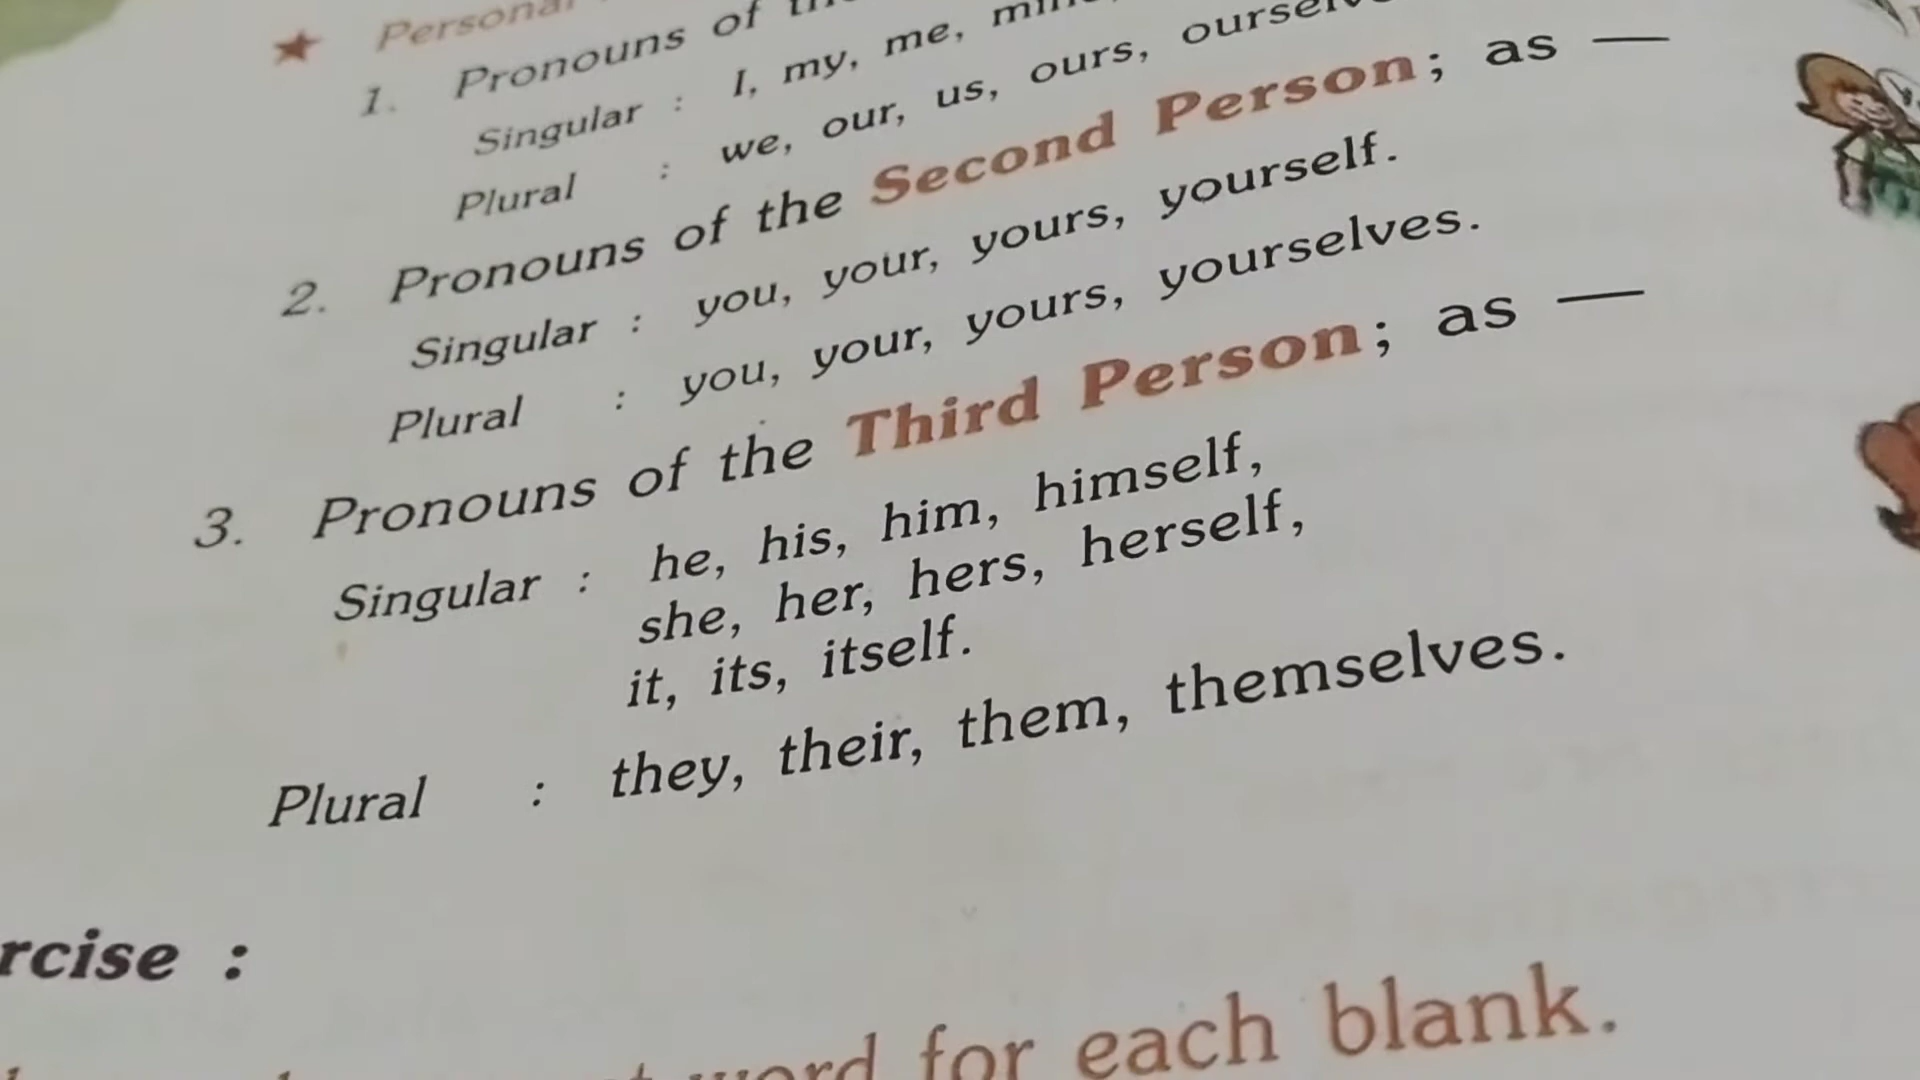 ★ Personal
1. Pronouns of
Singular : I, my, me,
Plural : we, our, us, ours,
2. Pronouns of the Second Person; as —
Singular : you, your, yours, yourself.
Plural : you, your, yours, yourselves.
3. Pronouns of the Third Person; as —
Singular : he, his, him, himself,
she, her, hers, herself,
it, its, itself.
Plural : they, their, them, themselves.
rcise :
word for each blank.